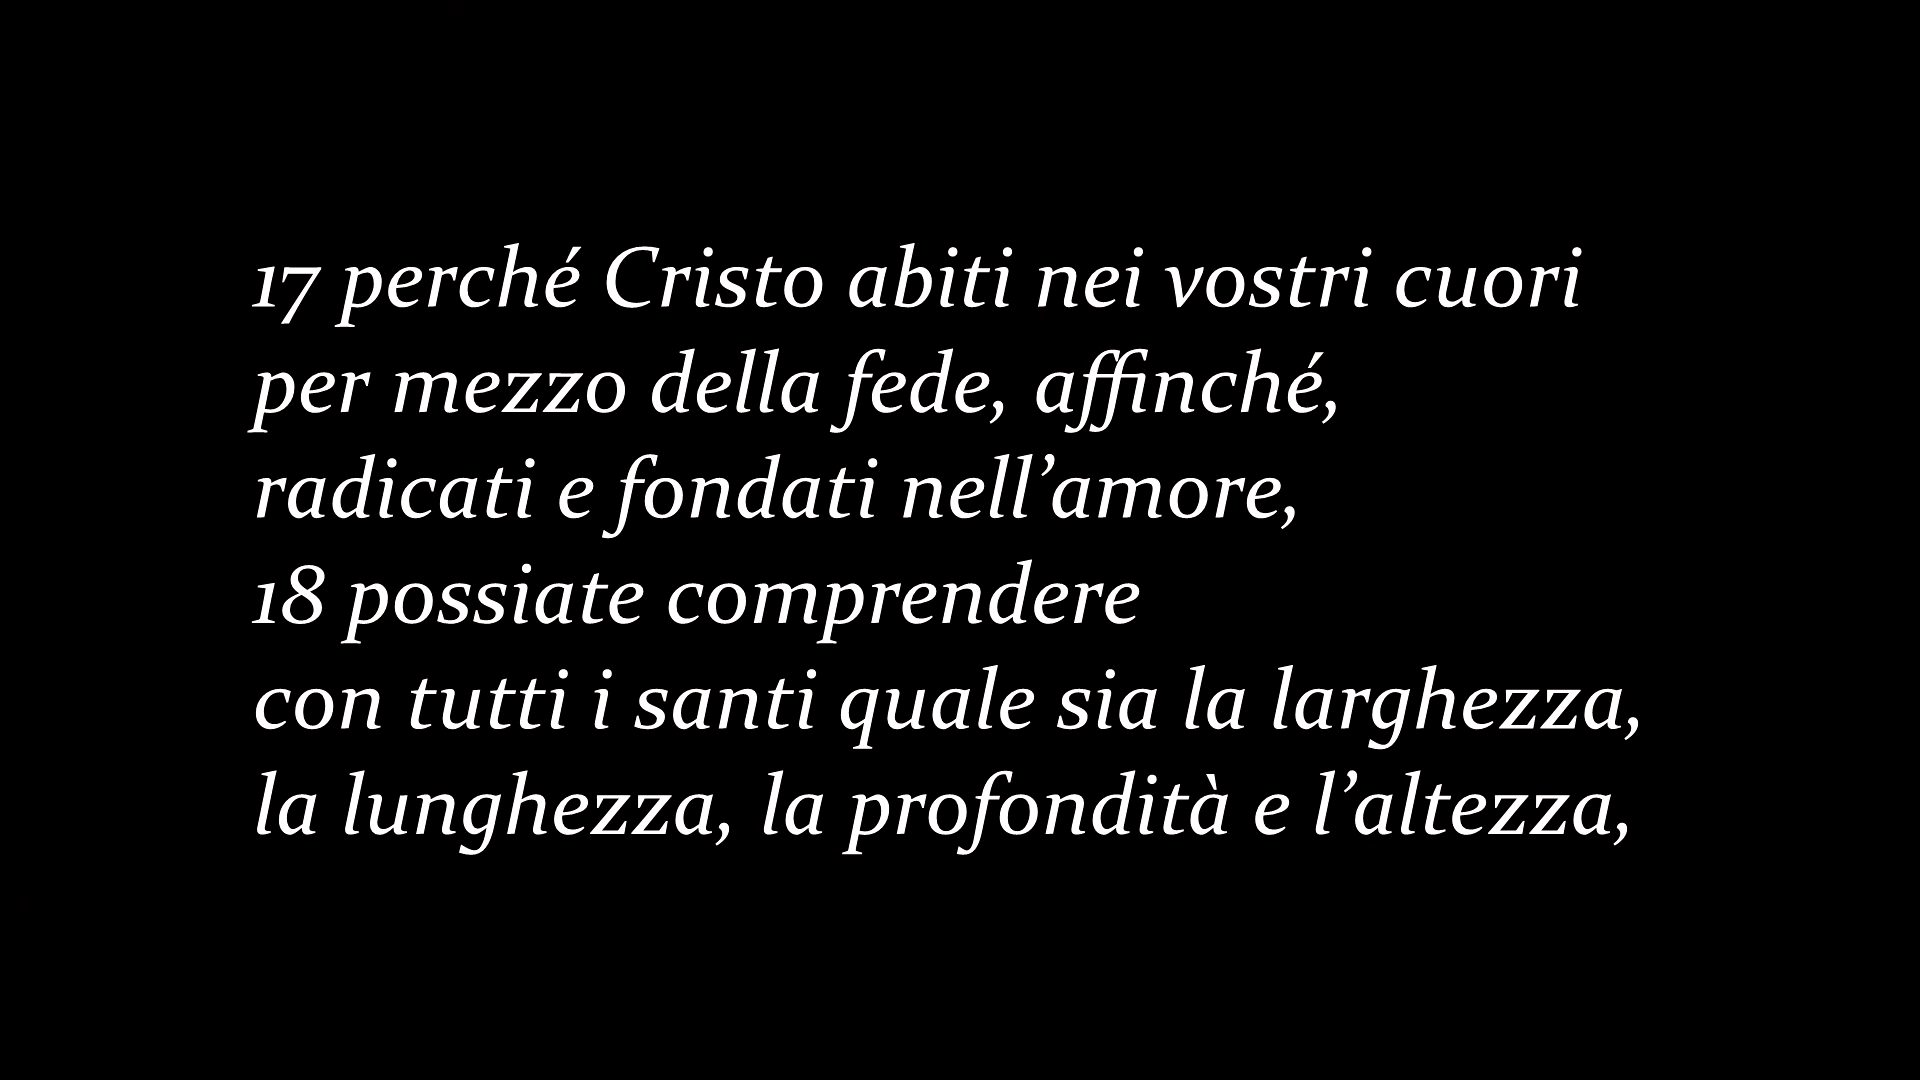 17 perché Cristo abiti nei vostri cuori
per mezzo della fede, affinché,
radicati e fondati nell’amore,
18 possiate comprendere
con tutti i santi quale sia la larghezza,
la lunghezza, la profondità e l’altezza,